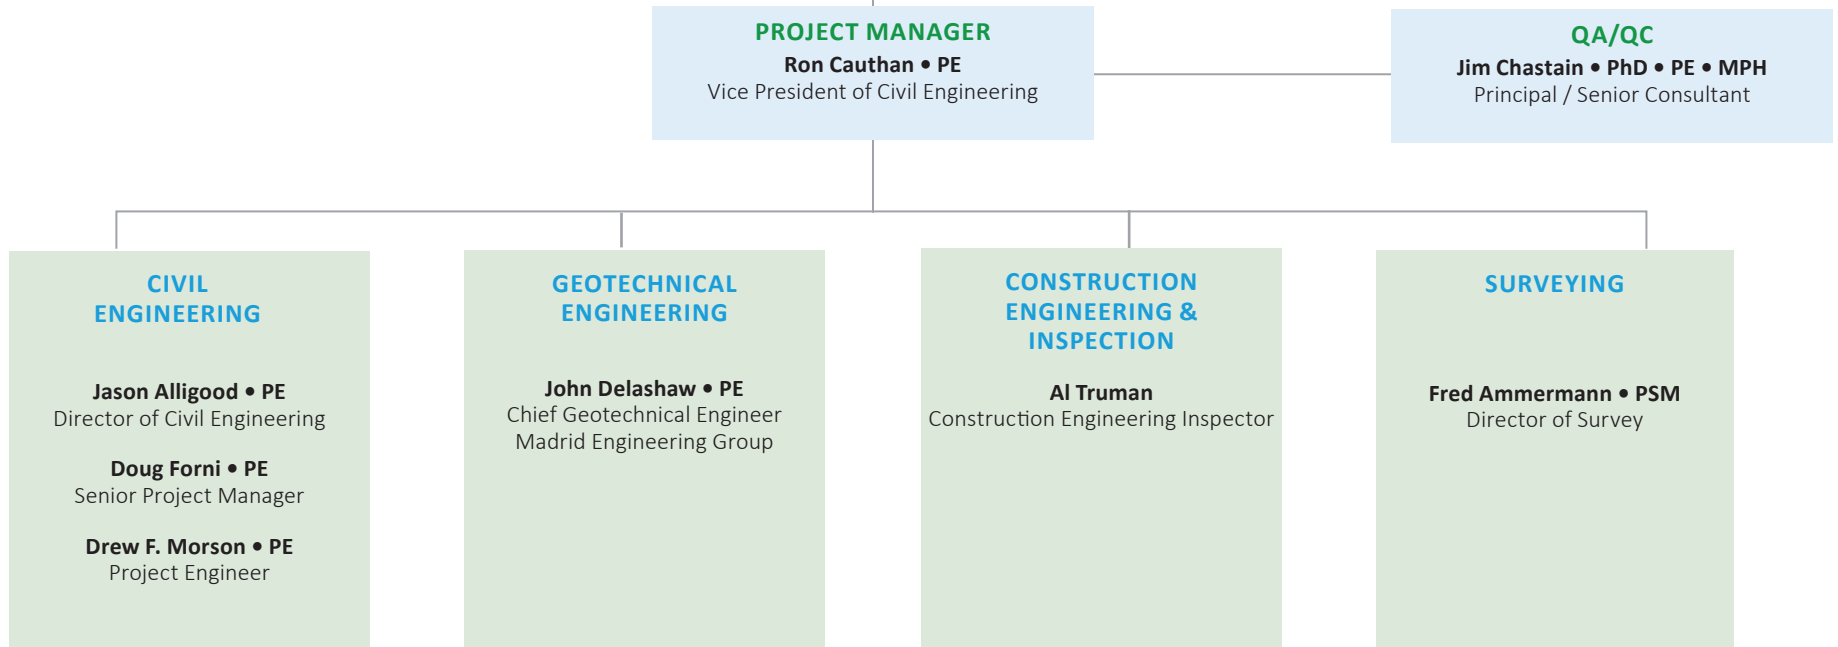 PROJECT MANAGER
Ron Cauthan • PE
Vice President of Civil Engineering
QA/QC
Jim Chastain • PhD • PE • MPH
Principal / Senior Consultant
CIVIL
ENGINEERING
Jason Alligood • PE
Director of Civil Engineering
Doug Forni • PE
Senior Project Manager
Drew F. Morson • PE
Project Engineer
GEOTECHNICAL
ENGINEERING
John Delashaw • PE
Chief Geotechnical Engineer
Madrid Engineering Group
CONSTRUCTION
ENGINEERING &
INSPECTION
Al Truman
Construction Engineering Inspector
SURVEYING
Fred Ammermann • PSM
Director of Survey